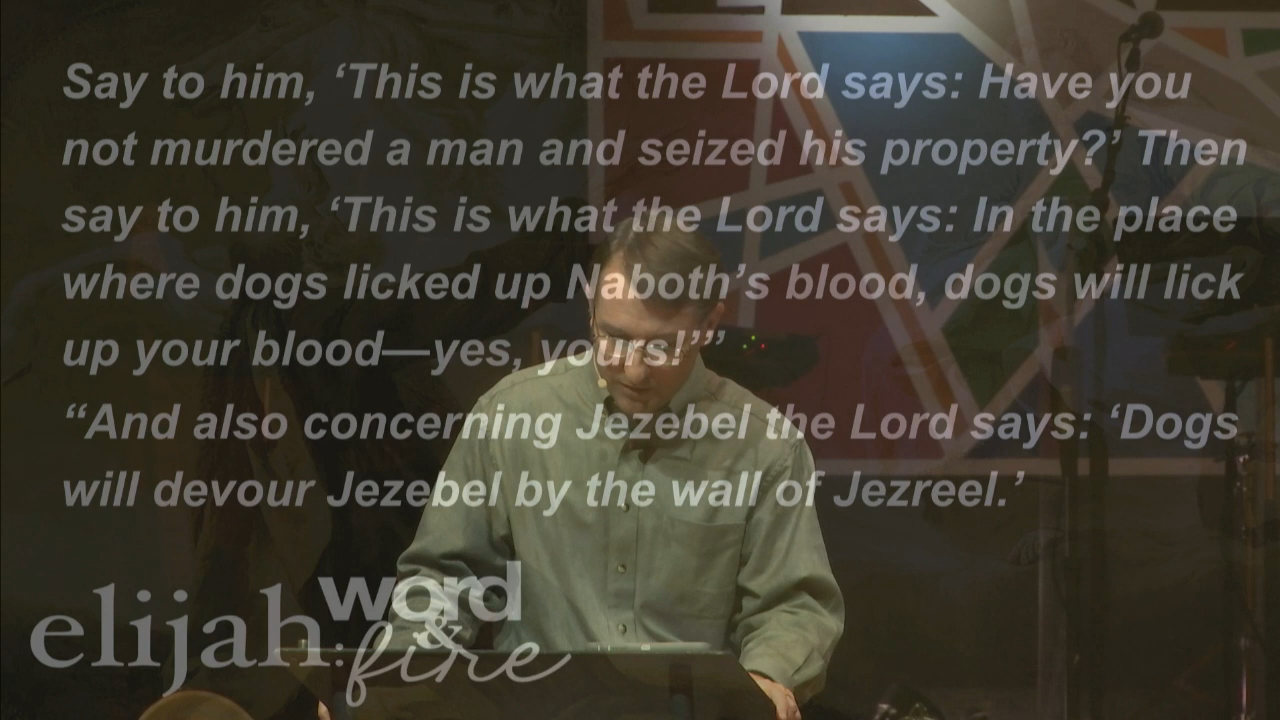 Say to him, ‘This is what the Lord says: Have you
not murdered a man and seized his property?’ Then
say to him, ‘This is what the Lord says: In the place
where dogs licked up Naboth’s blood, dogs will lick
up your blood—yes, yours!’”
“And also concerning Jezebel the Lord says: ‘Dogs
will devour Jezebel by the wall of Jezreel.’
elijah: word
& fire